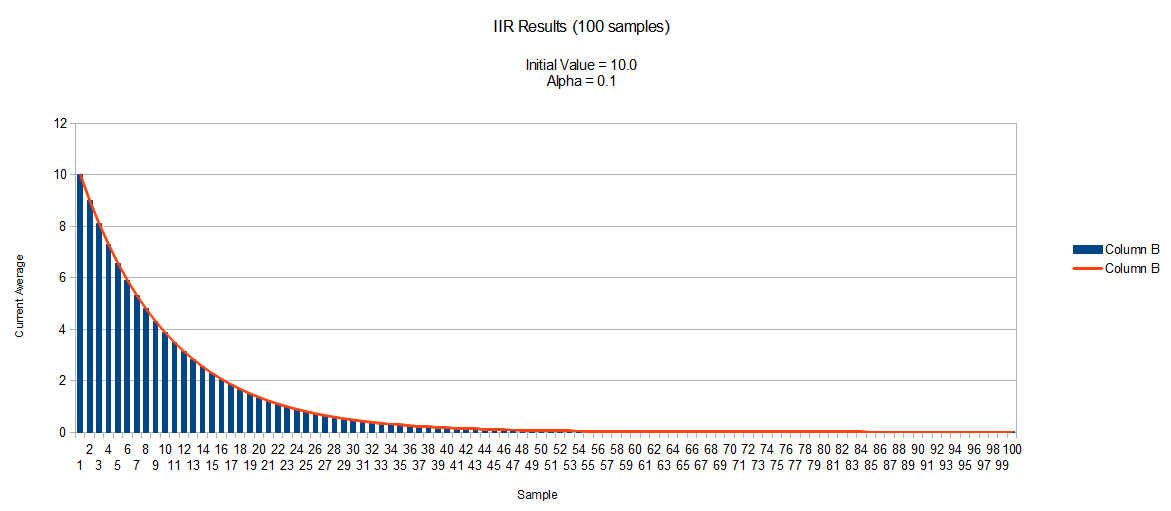 IIR Results (100 samples)
Initial Value = 10.0
Alpha = 0.1
12
10
8
6
4
2
0
Current Average
Column B
Column B
2 4 6 8 10 12 14 16 18 20 22 24 26 28 30 32 34 36 38 40 42 44 46 48 50 52 54 56 58 60 62 64 66 68 70 72 74 76 78 80 82 84 86 88 90 92 94 96 98 100
1 3 5 7 9 11 13 15 17 19 21 23 25 27 29 31 33 35 37 39 41 43 45 47 49 51 53 55 57 59 61 63 65 67 69 71 73 75 77 79 81 83 85 87 89 91 93 95 97 99
Sample